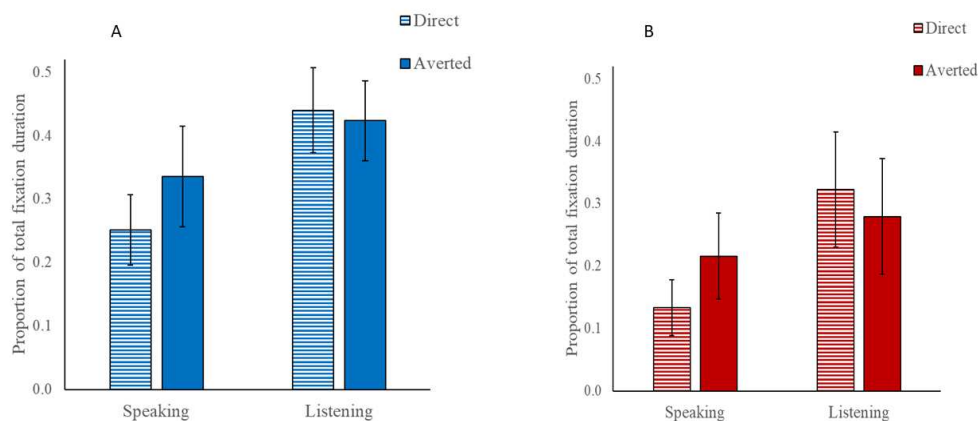 A
Direct
Averted
Proportion of total fixation duration
0.5
0.4
0.3
0.2
0.1
0.0
Speaking
Listening
B
Direct
Averted
Proportion of total fixation duration
0.5
0.4
0.3
0.2
0.1
0.0
Speaking
Listening